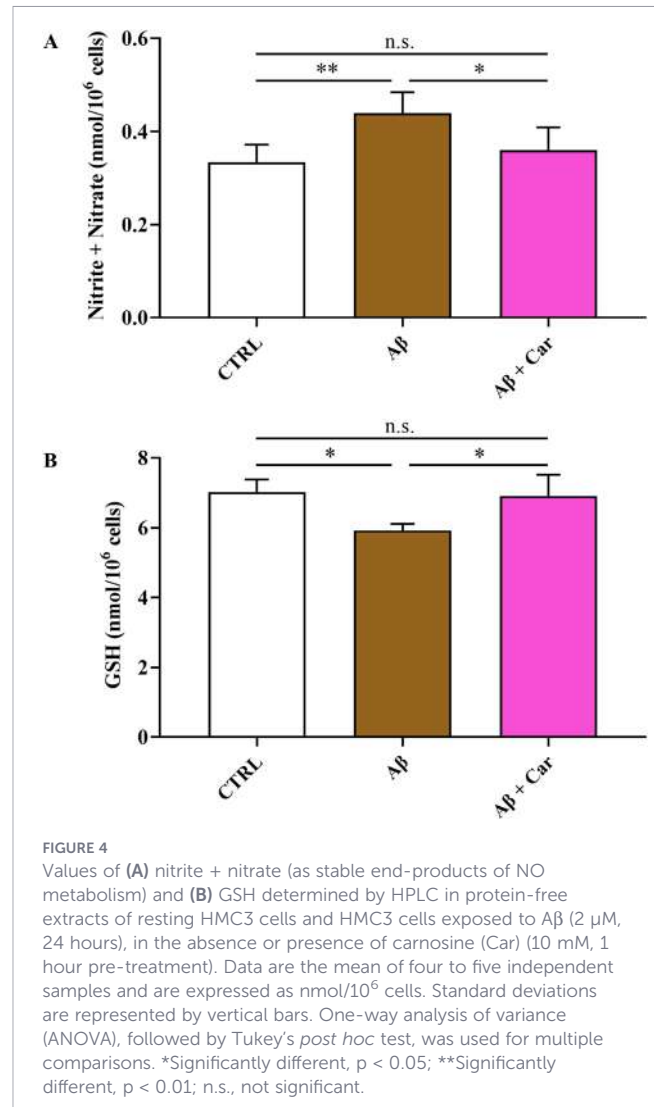 A
Nitrite + Nitrate (nmol/10⁶ cells)
0.6
0.4
0.2
0.0
n.s.
**
*
CTRL
Aβ
Aβ + Car
B
GSH (nmol/10⁶ cells)
8
6
4
2
0
n.s.
*
*
CTRL
Aβ
Aβ + Car
FIGURE 4
Values of (A) nitrite + nitrate (as stable end-products of NO
metabolism) and (B) GSH determined by HPLC in protein-free
extracts of resting HMC3 cells and HMC3 cells exposed to Aβ (2 μM,
24 hours), in the absence or presence of carnosine (Car) (10 mM, 1
hour pre-treatment). Data are the mean of four to five independent
samples and are expressed as nmol/10⁶ cells. Standard deviations
are represented by vertical bars. One-way analysis of variance
(ANOVA), followed by Tukey's post hoc test, was used for multiple
comparisons. *Significantly different, p < 0.05; **Significantly
different, p < 0.01; n.s., not significant.